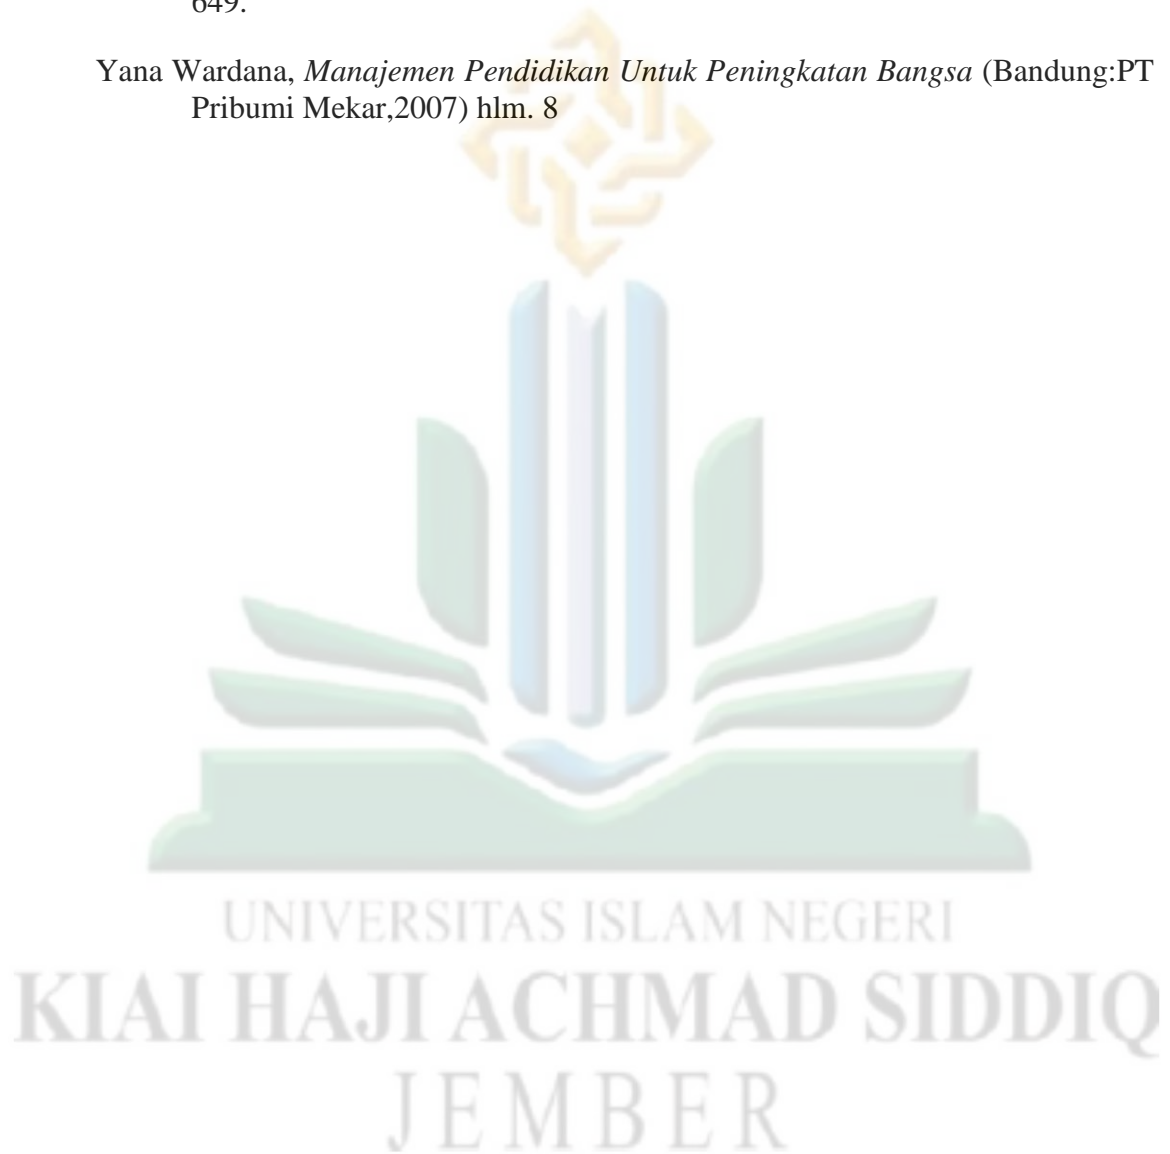 649.
Yana Wardana, Manajemen Pendidikan Untuk Peningkatan Bangsa (Bandung:PT
Pribumi Mekar,2007) hlm. 8
UNIVERSITAS ISLAM NEGERI
KIAI HAJI ACHMAD SIDDIQ
JEMBER